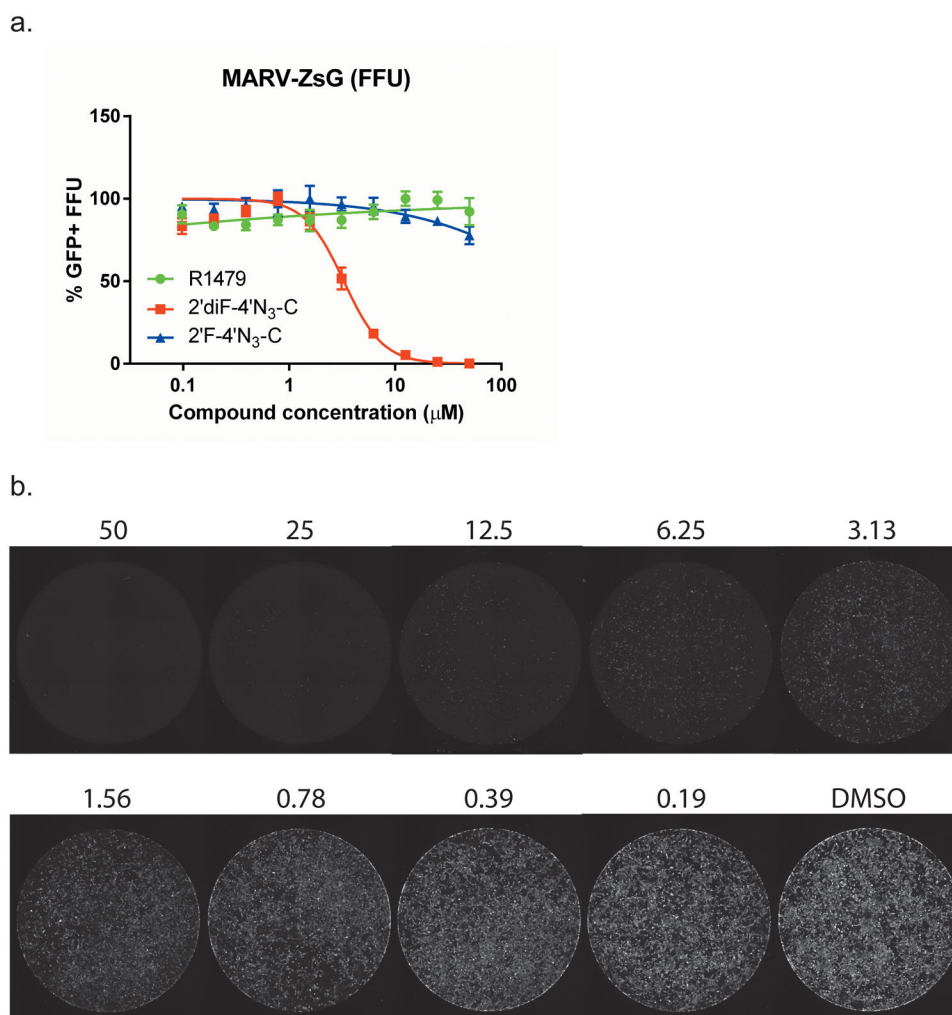 a.
MARV-ZsG (FFU)
150
100
50
0
% GFP+ FFU
R1479
2'diF-4'N₃-C
2'F-4'N₃-C
0.1 1 10 100
Compound concentration (μM)
b.
50 25 12.5 6.25 3.13
1.56 0.78 0.39 0.19 DMSO